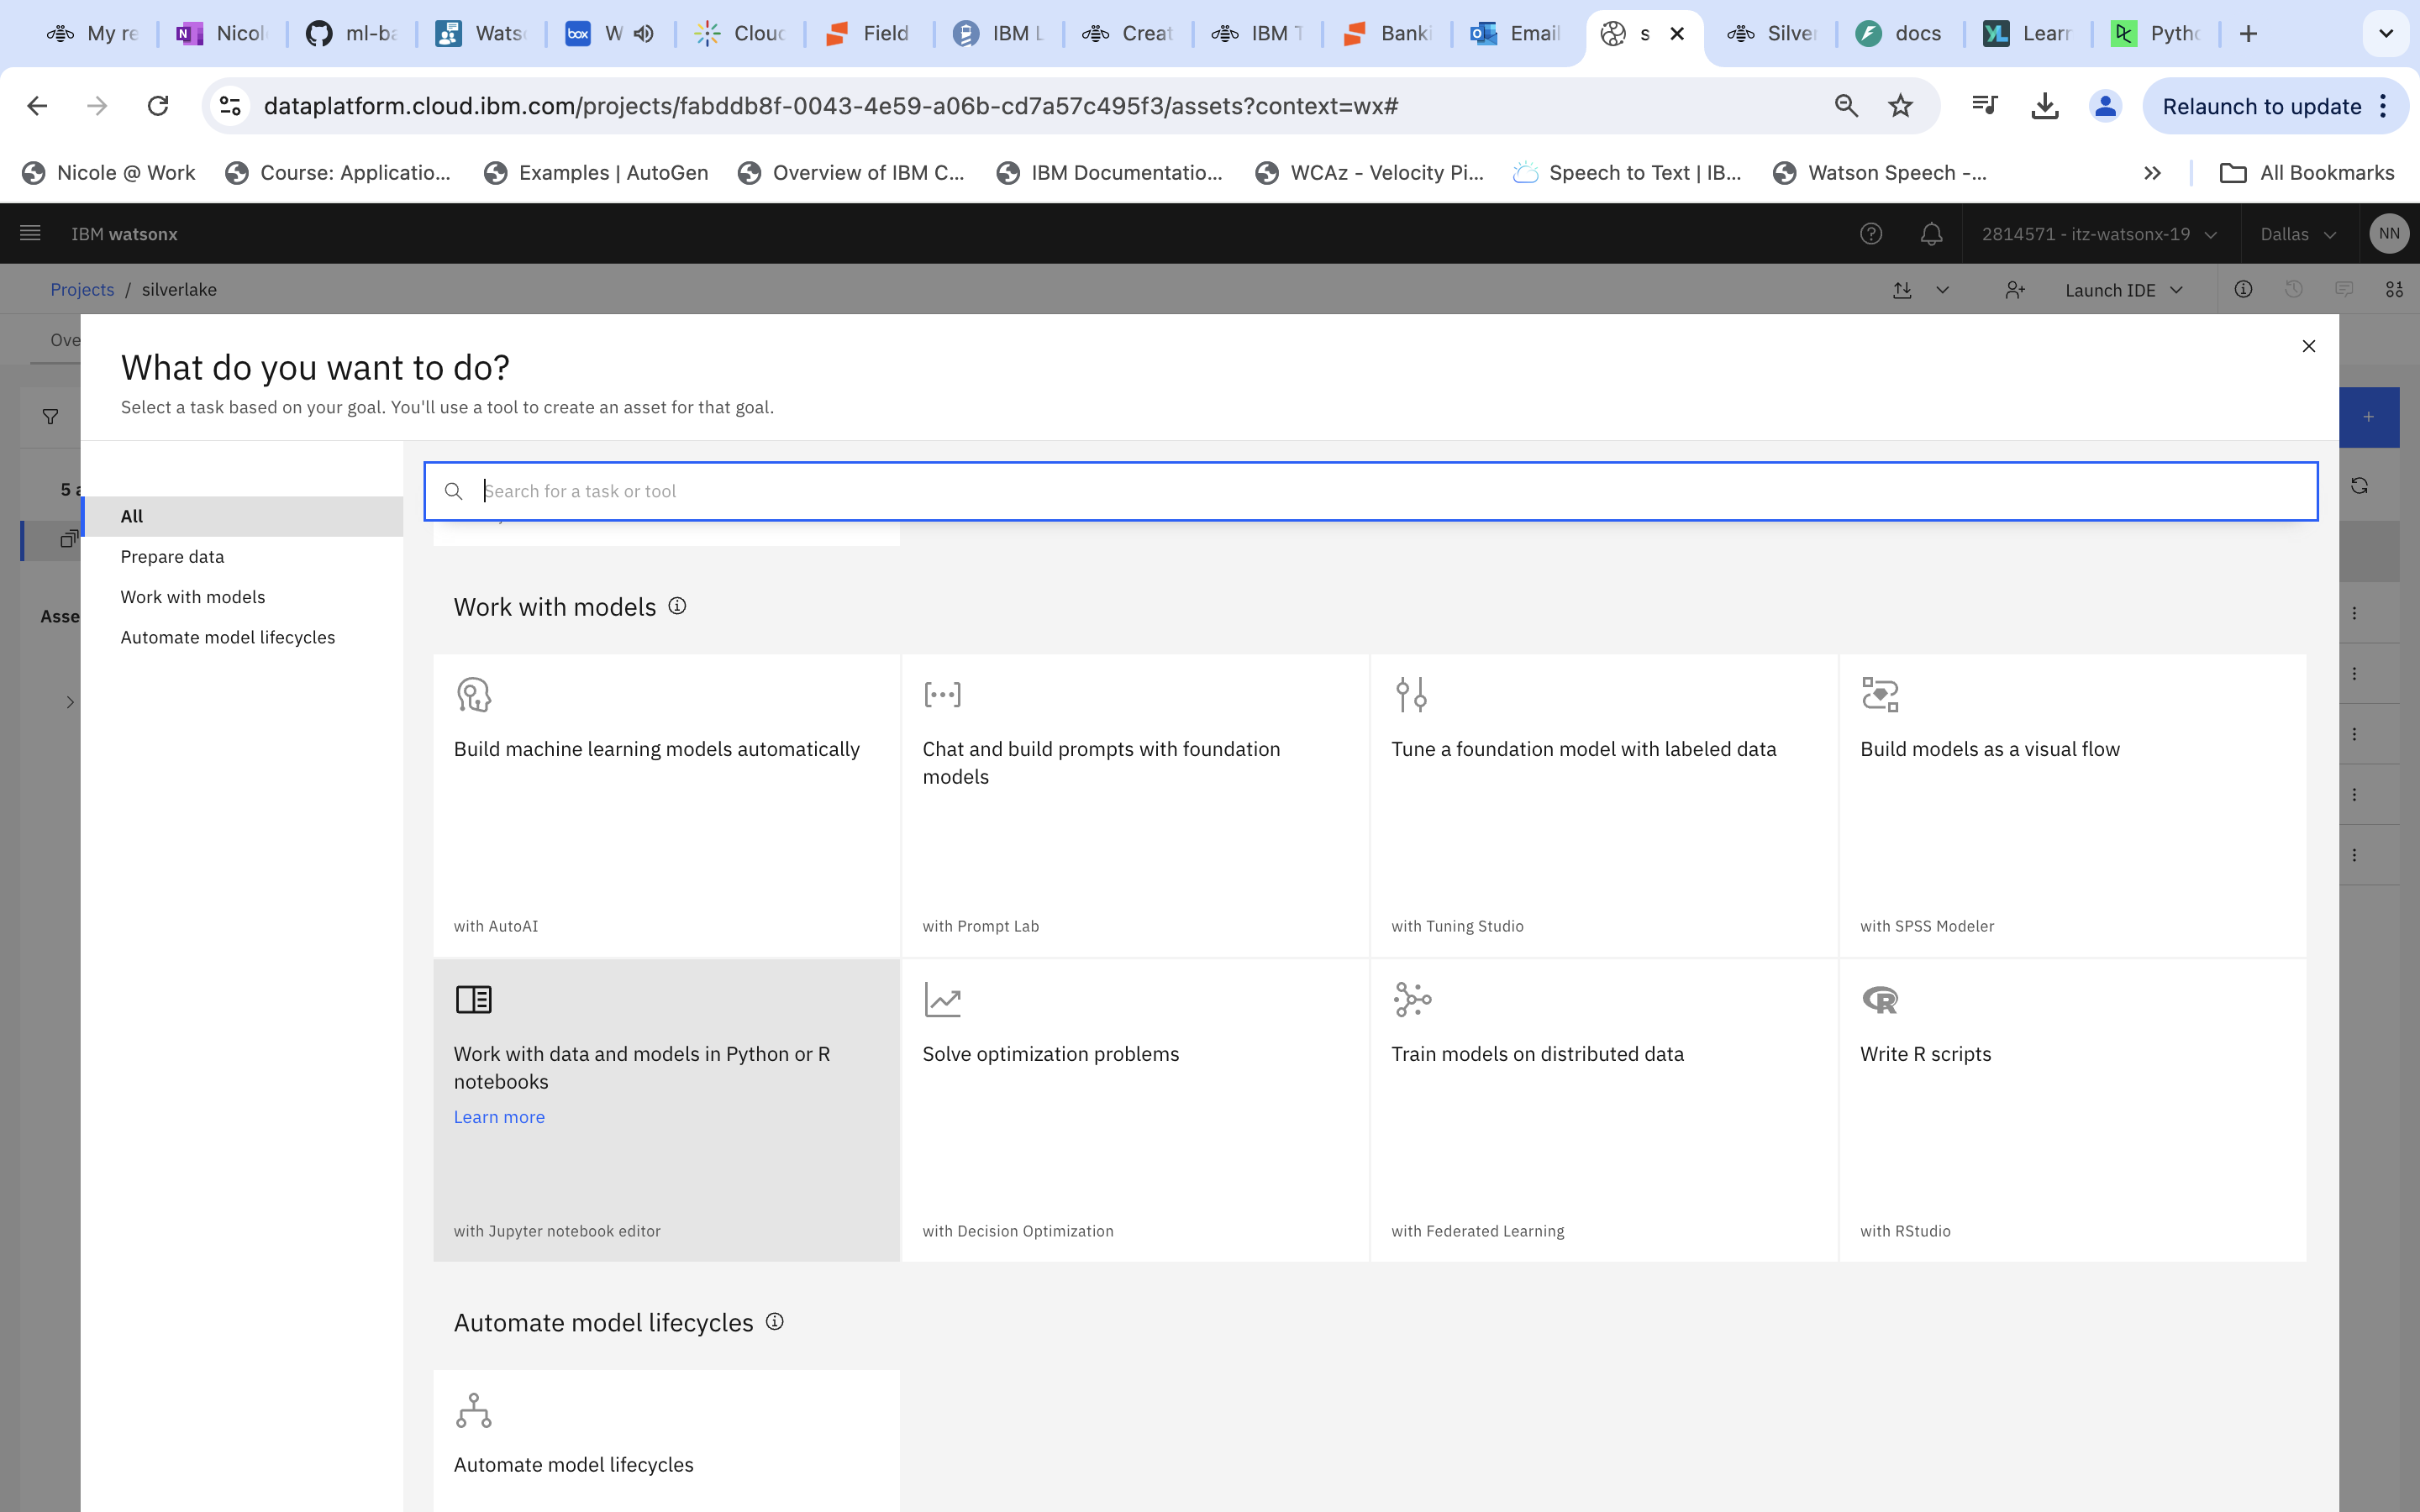 My re
Nicol
ml-ba
Wats
box
W
Clou
Field
IBM L
Creat
IBM T
Banki
Email
s
Silver
docs
YL
Learn
Pyth
dataplatform.cloud.ibm.com/projects/fabddb8f-0043-4e59-a06b-cd7a57c495f3/assets?context=wx#
Relaunch to update
Nicole @ Work
Course: Applicatio...
Examples | AutoGen
Overview of IBM C...
IBM Documentatio...
WCAz - Velocity Pi...
Speech to Text | IB...
Watson Speech -...
All Bookmarks
IBM watsonx
2814571 - itz-watsonx-19
Dallas
NN
Projects / silverlake
Launch IDE
Ove
What do you want to do?
Select a task based on your goal. You'll use a tool to create an asset for that goal.
5 a
Asse
All
Prepare data
Work with models
Automate model lifecycles
Search for a task or tool
Work with models
Build machine learning models automatically
with AutoAI
Chat and build prompts with foundation
models
with Prompt Lab
Tune a foundation model with labeled data
with Tuning Studio
Build models as a visual flow
with SPSS Modeler
Work with data and models in Python or R
notebooks
Learn more
with Jupyter notebook editor
Solve optimization problems
with Decision Optimization
Train models on distributed data
with Federated Learning
Write R scripts
with RStudio
Automate model lifecycles
Automate model lifecycles